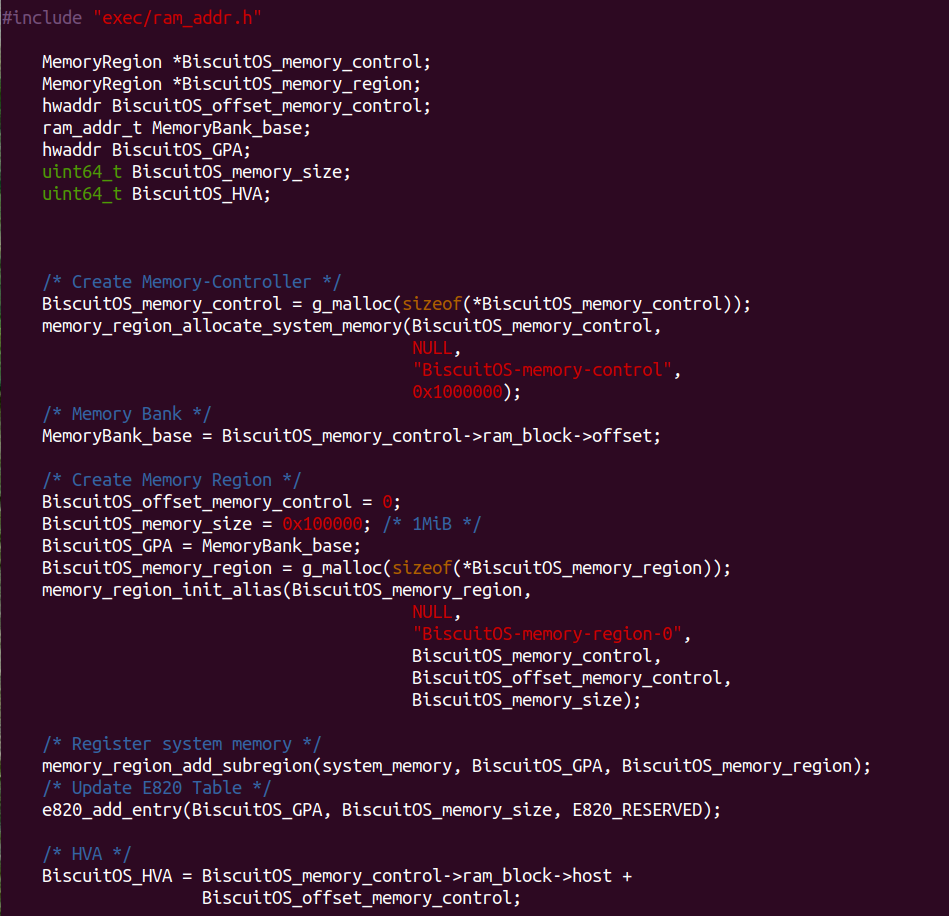 #include "exec/ram_addr.h"
MemoryRegion *BiscuitOS_memory_control;
MemoryRegion *BiscuitOS_memory_region;
hwaddr BiscuitOS_offset_memory_control;
ram_addr_t MemoryBank_base;
hwaddr BiscuitOS_GPA;
uint64_t BiscuitOS_memory_size;
uint64_t BiscuitOS_HVA;
/* Create Memory-Controller */
BiscuitOS_memory_control = g_malloc(sizeof(*BiscuitOS_memory_control));
memory_region_allocate_system_memory(BiscuitOS_memory_control,
NULL,
"BiscuitOS-memory-control",
0x1000000);
/* Memory Bank */
MemoryBank_base = BiscuitOS_memory_control->ram_block->offset;
/* Create Memory Region */
BiscuitOS_offset_memory_control = 0;
BiscuitOS_memory_size = 0x100000; /* 1MiB */
BiscuitOS_GPA = MemoryBank_base;
BiscuitOS_memory_region = g_malloc(sizeof(*BiscuitOS_memory_region));
memory_region_init_alias(BiscuitOS_memory_region,
NULL,
"BiscuitOS-memory-region-0",
BiscuitOS_memory_control,
BiscuitOS_offset_memory_control,
BiscuitOS_memory_size);
/* Register system memory */
memory_region_add_subregion(system_memory, BiscuitOS_GPA, BiscuitOS_memory_region);
/* Update E820 Table */
e820_add_entry(BiscuitOS_GPA, BiscuitOS_memory_size, E820_RESERVED);
/* HVA */
BiscuitOS_HVA = BiscuitOS_memory_control->ram_block->host +
BiscuitOS_offset_memory_control;